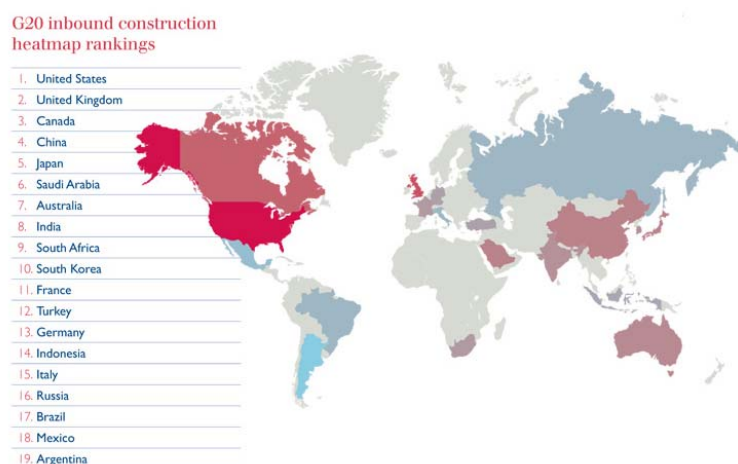 G20 inbound construction
heatmap rankings
1. United States
2. United Kingdom
3. Canada
4. China
5. Japan
6. Saudi Arabia
7. Australia
8. India
9. South Africa
10. South Korea
11. France
12. Turkey
13. Germany
14. Indonesia
15. Italy
16. Russia
17. Brazil
18. Mexico
19. Argentina